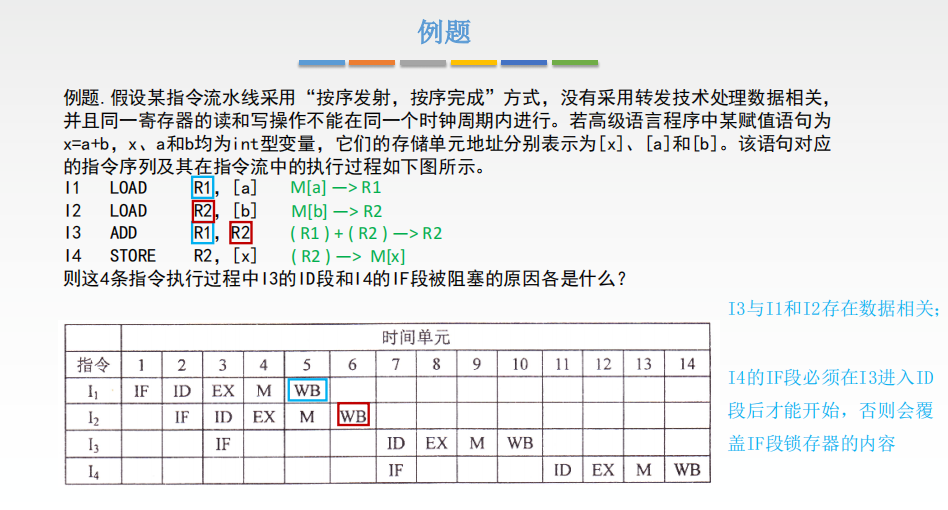 例题
例题.假设某指令流水线采用“按序发射，按序完成”方式，没有采用转发技术处理数据相关，
并且同一寄存器的读和写操作不能在同一个时钟周期内进行。若高级语言程序中某赋值语句为
x=a+b，x、a和b均为int型变量，它们的存储单元地址分别表示为[x]、[a]和[b]。该语句对应
的指令序列及其在指令流中的执行过程如下图所示。
I1 LOAD R1，[a] M[a] —> R1
I2 LOAD R2，[b] M[b] —> R2
I3 ADD R1，R2 ( R1 ) + ( R2 ) —> R2
I4 STORE R2，[x] ( R2 ) —> M[x]
则这4条指令执行过程中I3的ID段和I4的IF段被阻塞的原因各是什么？
I3与I1和I2存在数据相关；
I4的IF段必须在I3进入ID
段后才能开始，否则会覆
盖IF段锁存器的内容
时间单元
指令 1 2 3 4 5 6 7 8 9 10 11 12 13 14
I₁ IF ID EX M WB
I₂ IF ID EX M WB
I₃ IF ID EX M WB
I₄ IF ID EX M WB